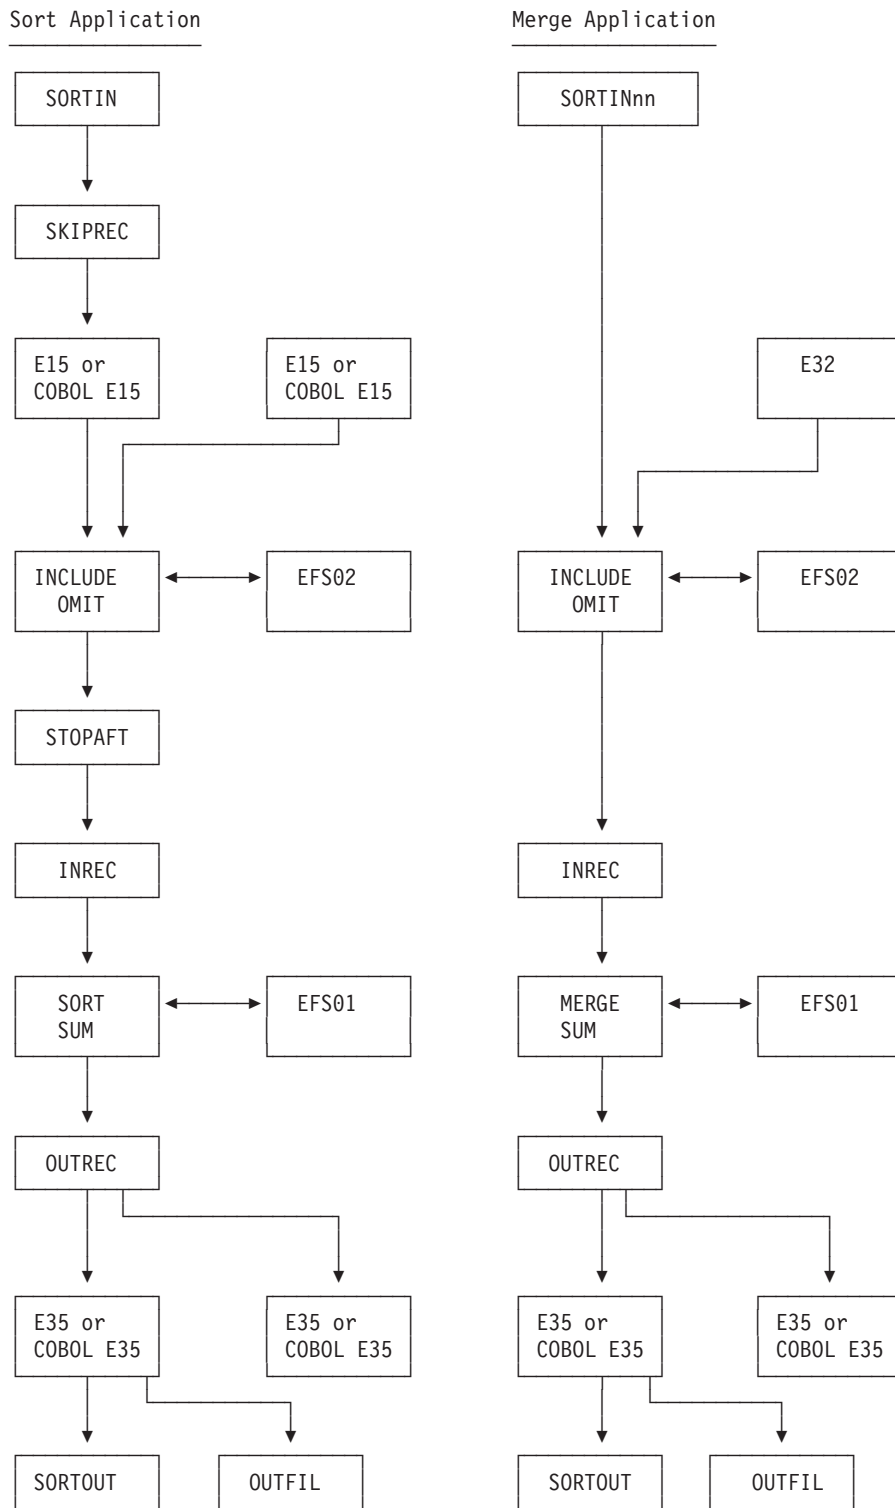 Sort Application
Merge Application
SORTIN
SORTINnn
SKIPREC
E15 or
COBOL E15
E15 or
COBOL E15
E32
INCLUDE
OMIT
EFS02
INCLUDE
OMIT
EFS02
STOPAFT
INREC
INREC
SORT
SUM
EFS01
MERGE
SUM
EFS01
OUTREC
OUTREC
E35 or
COBOL E35
E35 or
COBOL E35
E35 or
COBOL E35
E35 or
COBOL E35
SORTOUT
OUTFIL
SORTOUT
OUTFIL